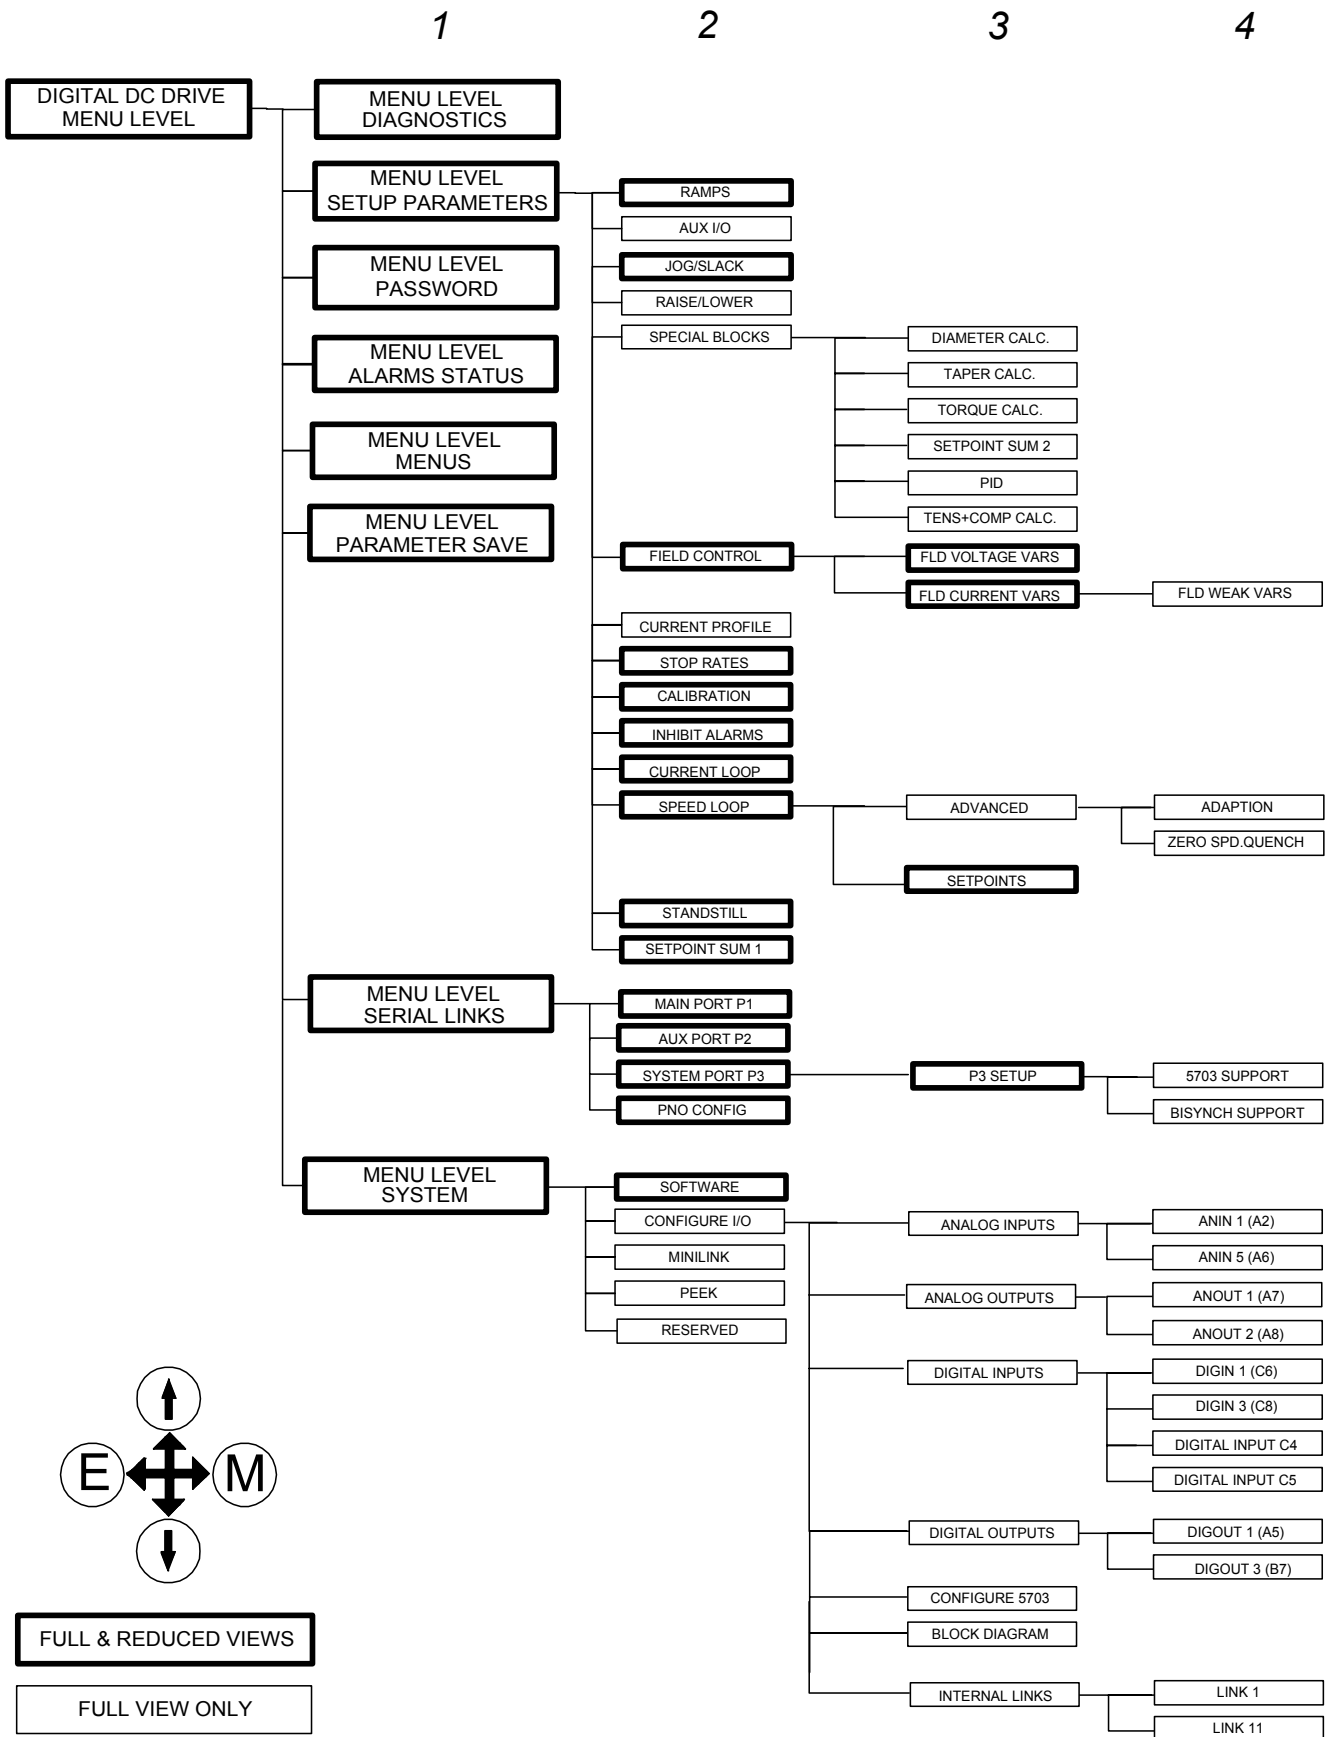 1 2 3 4
DIGITAL DC DRIVE
MENU LEVEL
MENU LEVEL
DIAGNOSTICS
MENU LEVEL
SETUP PARAMETERS
RAMPS
AUX I/O
MENU LEVEL
PASSWORD
JOG/SLACK
RAISE/LOWER
MENU LEVEL
ALARMS STATUS
SPECIAL BLOCKS
DIAMETER CALC.
TAPER CALC.
TORQUE CALC.
MENU LEVEL
MENUS
SETPOINT SUM 2
PID
MENU LEVEL
PARAMETER SAVE
TENS+COMP CALC.
FIELD CONTROL
FLD VOLTAGE VARS
FLD CURRENT VARS
FLD WEAK VARS
CURRENT PROFILE
STOP RATES
CALIBRATION
INHIBIT ALARMS
CURRENT LOOP
SPEED LOOP
ADVANCED
ADAPTION
ZERO SPD.QUENCH
SETPOINTS
STANDSTILL
SETPOINT SUM 1
MENU LEVEL
SERIAL LINKS
MAIN PORT P1
AUX PORT P2
SYSTEM PORT P3
P3 SETUP
5703 SUPPORT
PNO CONFIG
BISYNCH SUPPORT
MENU LEVEL
SYSTEM
SOFTWARE
CONFIGURE I/O
ANALOG INPUTS
ANIN 1 (A2)
MINILINK
ANIN 5 (A6)
PEEK
ANALOG OUTPUTS
ANOUT 1 (A7)
RESERVED
ANOUT 2 (A8)
DIGITAL INPUTS
DIGIN 1 (C6)
DIGIN 3 (C8)
DIGITAL INPUT C4
DIGITAL INPUT C5
E
M
DIGITAL OUTPUTS
DIGOUT 1 (A5)
DIGOUT 3 (B7)
CONFIGURE 5703
BLOCK DIAGRAM
FULL & REDUCED VIEWS
INTERNAL LINKS
LINK 1
FULL VIEW ONLY
LINK 11